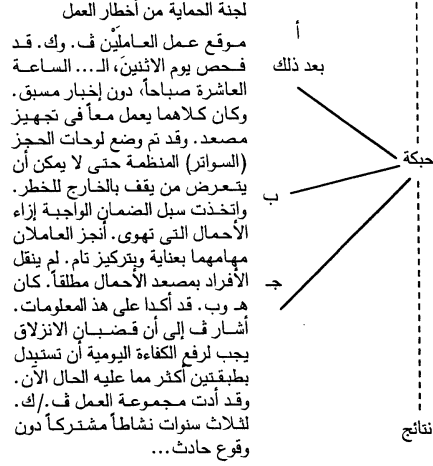 لجنة الحماية من أخطار العمل
موقع عمل العاملَيْن ڤ. وك. قد
فحص يوم الاثنينَ، الـ... الساعة
العاشرة صباحاً، دون إخبار مسبق.
وكان كلاهما يعمل معاً فى تجهيز
مصعد. وقد تم وضع لوحات الحجز
(السواتر) المنظمة حتى لا يمكن أن
يتعرض من يقف بالخارج للخطر.
واتخذت سبل الضمان الواجبة إزاء
الأحمال التى تهوى. أنجز العاملان
مهامهما بعناية وبتركيز تام. لم ينقل
الأفراد بمصعد الأحمال مطلقاً. كان
هـ وب. قد أكدا على هذ المعلومات.
أشار ڤ إلى أن قضبان الانزلاق
يجب لرفع الكفاءة اليومية أن تستبدل
بطبقتين أكثر مما عليه الحال الآن.
وقد أدت مجموعة العمل ڤ./ك.
لثلاث سنوات نشاطاً مشتركاً دون
وقوع حادث...
أ
بعد ذلك
حبكة
ب
جـ
نتائج